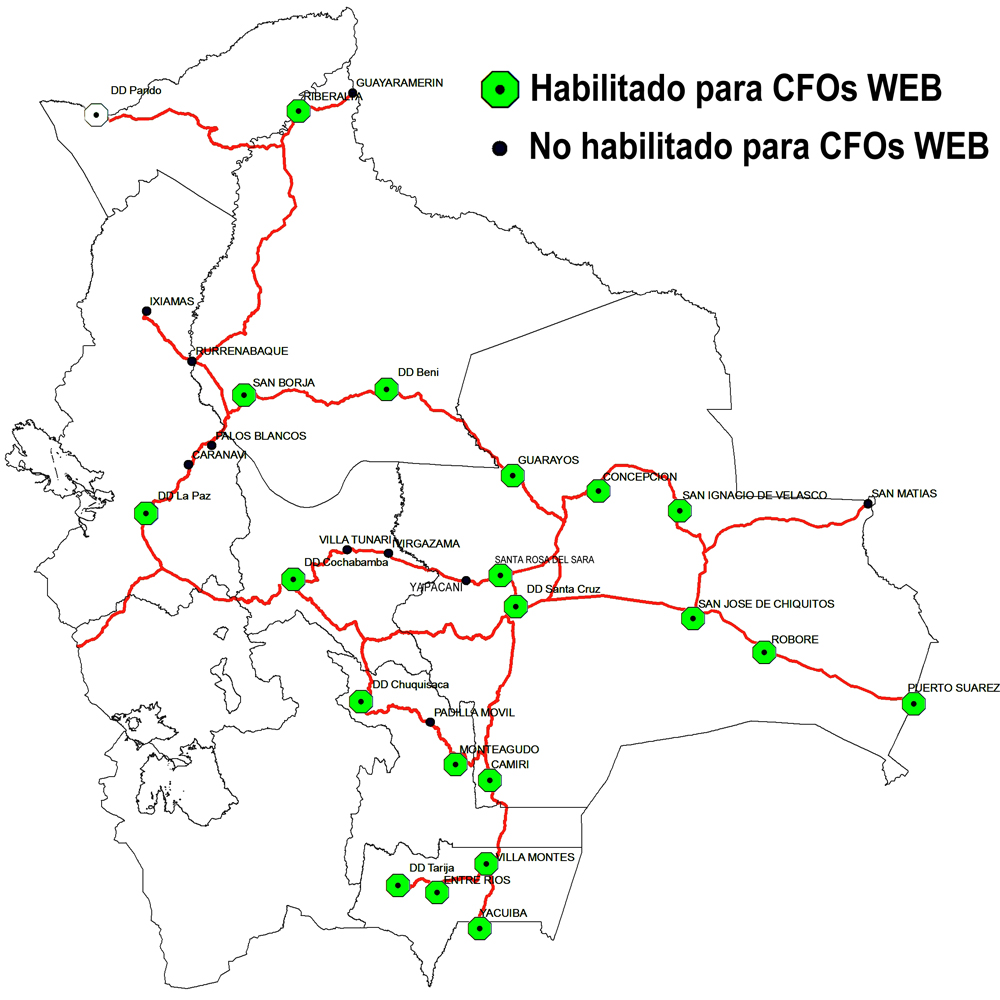 GUAYARAMERIN
DD Pando
RIBERALTA
Habilitado para CFOs WEB
No habilitado para CFOs WEB
IXIAMAS
RURRENABAQUE
DD Beni
SAN BORJA
PALOS BLANCOS
CARANAVI
GUARAYOS
CONCEPCION
DD La Paz
SAN IGNACIO DE VELASCO
SAN MATIAS
VILLA TUNARI
IVIRGAZAMA
DD Cochabamba
SANTA ROSA DEL SARA
YAPACANI
DD Santa Cruz
SAN JOSE DE CHIQUITOS
ROBORE
DD Chuquisaca
PUERTO SUAREZ
PADILLA MOVIL
MONTEAGUDO
CAMIRI
VILLA MONTES
DD Tarija
ENTRE RIOS
YACUIBA